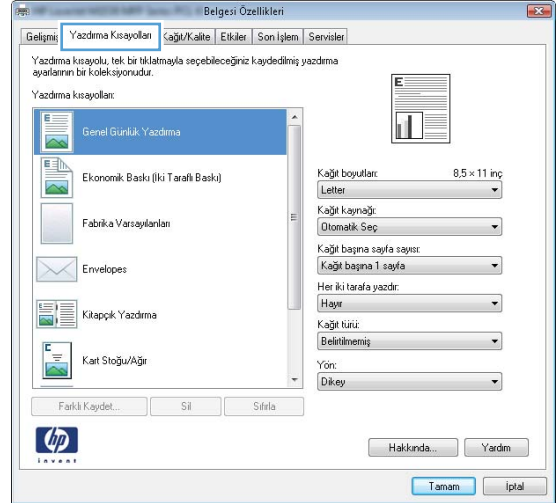 Belgesi Özellikleri
Gelişmiş Yazdırma Kısayolları Kağıt/Kalite Etkiler Son İşlem Servisler
Yazdırma kısayolu, tek bir tıklatmayla seçebileceğiniz kaydedilmiş yazdırma
ayarlarının bir koleksiyonudur.
Yazdırma kısayolları:
Genel Günlük Yazdırma
Ekonomik Baskı (İki Taraflı Baskı)
Fabrika Varsayılanları
Envelopes
Kitapçık Yazdırma
Kart Stoğu/Ağır
Farklı Kaydet... Sil Sıfırla
Kağıt boyutları: 8,5 × 11 inç
Letter
Kağıt kaynağı:
Otomatik Seç
Kağıt başına sayfa sayısı:
Kağıt başına 1 sayfa
Her iki tarafa yazdır:
Hayır
Kağıt türü:
Belirtilmemiş
Yön:
Dikey
hp
invent
Hakkında... Yardım
Tamam İptal